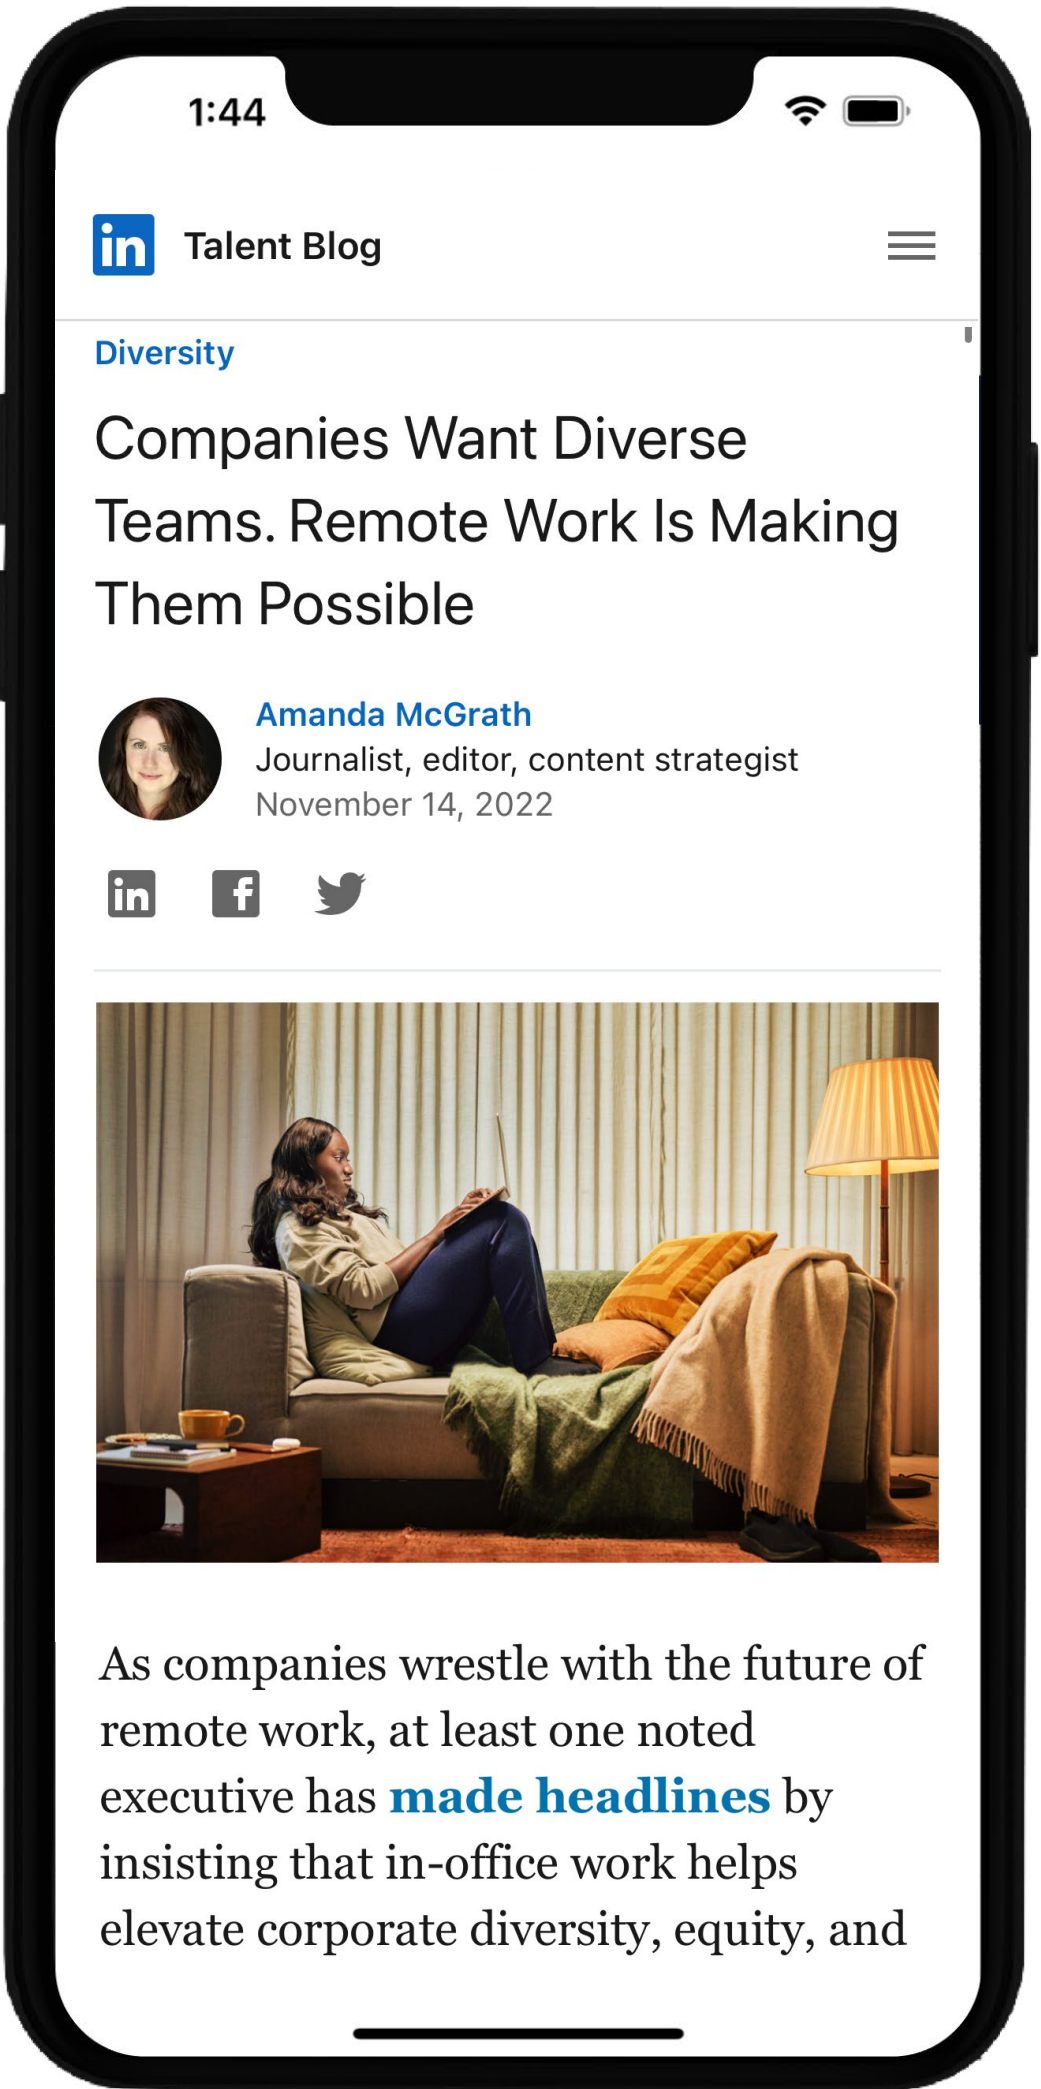 1:44
in Talent Blog
Diversity
Companies Want Diverse
Teams. Remote Work Is Making
Them Possible
Amanda McGrath
Journalist, editor, content strategist
November 14, 2022
in f
As companies wrestle with the future of
remote work, at least one noted
executive has made headlines by
insisting that in-office work helps
elevate corporate diversity, equity, and